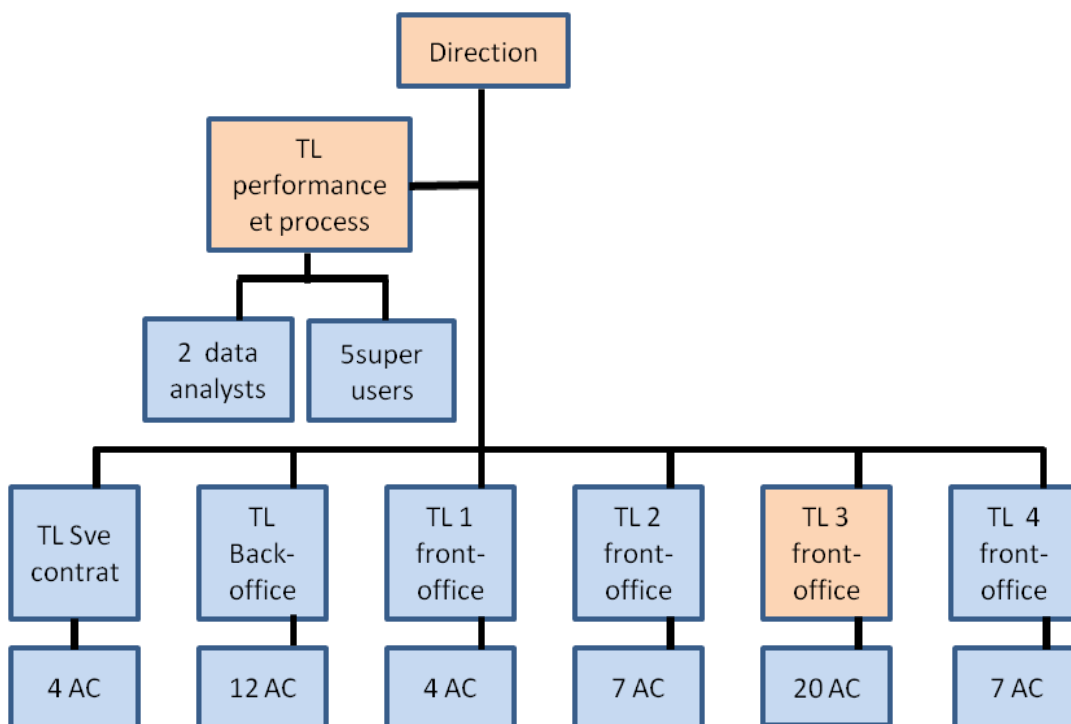 Direction
TL
performance
et process
2 data
analysts
5super
users
TL Sve
contrat
TL
Back-
office
TL 1
front-
office
TL 2
front-
office
TL 3
front-
office
TL 4
front-
office
4 AC
12 AC
4 AC
7 AC
20 AC
7 AC